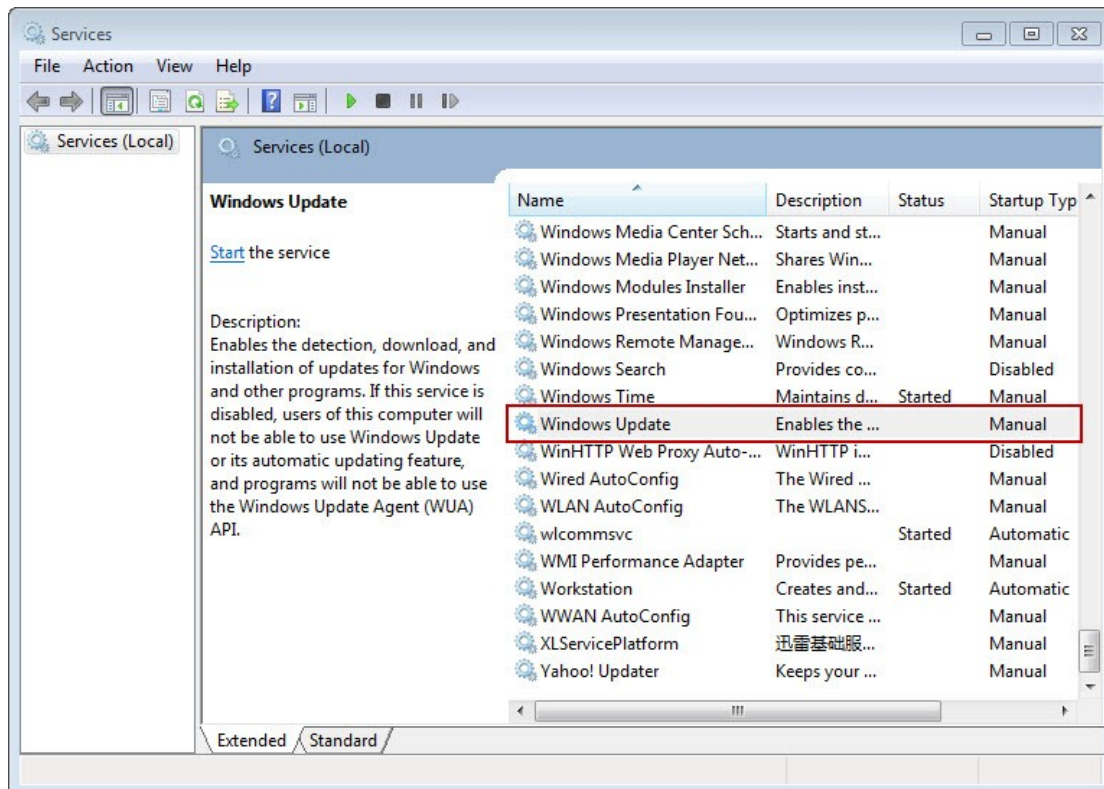 Services
File Action View Help
Services (Local)
Services (Local)
Windows Update
Start the service
Description:
Enables the detection, download, and
installation of updates for Windows
and other programs. If this service is
disabled, users of this computer will
not be able to use Windows Update
or its automatic updating feature,
and programs will not be able to use
the Windows Update Agent (WUA)
API.
Name Description Status Startup Typ
Windows Media Center Sch... Starts and st... Manual
Windows Media Player Net... Shares Win... Manual
Windows Modules Installer Enables inst... Manual
Windows Presentation Fou... Optimizes p... Manual
Windows Remote Manage... Windows R... Manual
Windows Search Provides co... Disabled
Windows Time Maintains d... Started Manual
Windows Update Enables the ... Manual
WinHTTP Web Proxy Auto-... WinHTTP i... Disabled
Wired AutoConfig The Wired ... Manual
WLAN AutoConfig The WLANS... Manual
wlcommsvc Started Automatic
WMI Performance Adapter Provides pe... Manual
Workstation Creates and... Started Automatic
WWAN AutoConfig This service ... Manual
XLServicePlatform 迅雷基础服... Manual
Yahoo! Updater Keeps your ... Manual
Extended Standard